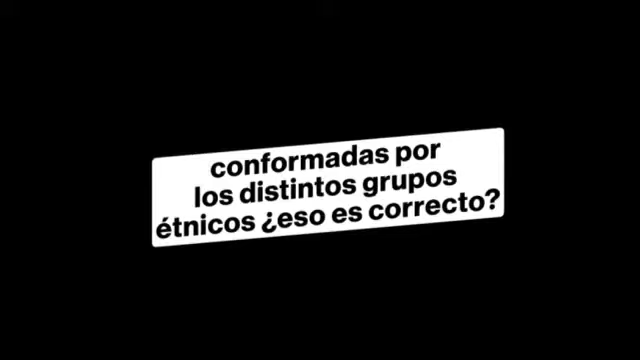 conformadas por
los distintos grupos
étnicos ¿eso es correcto?